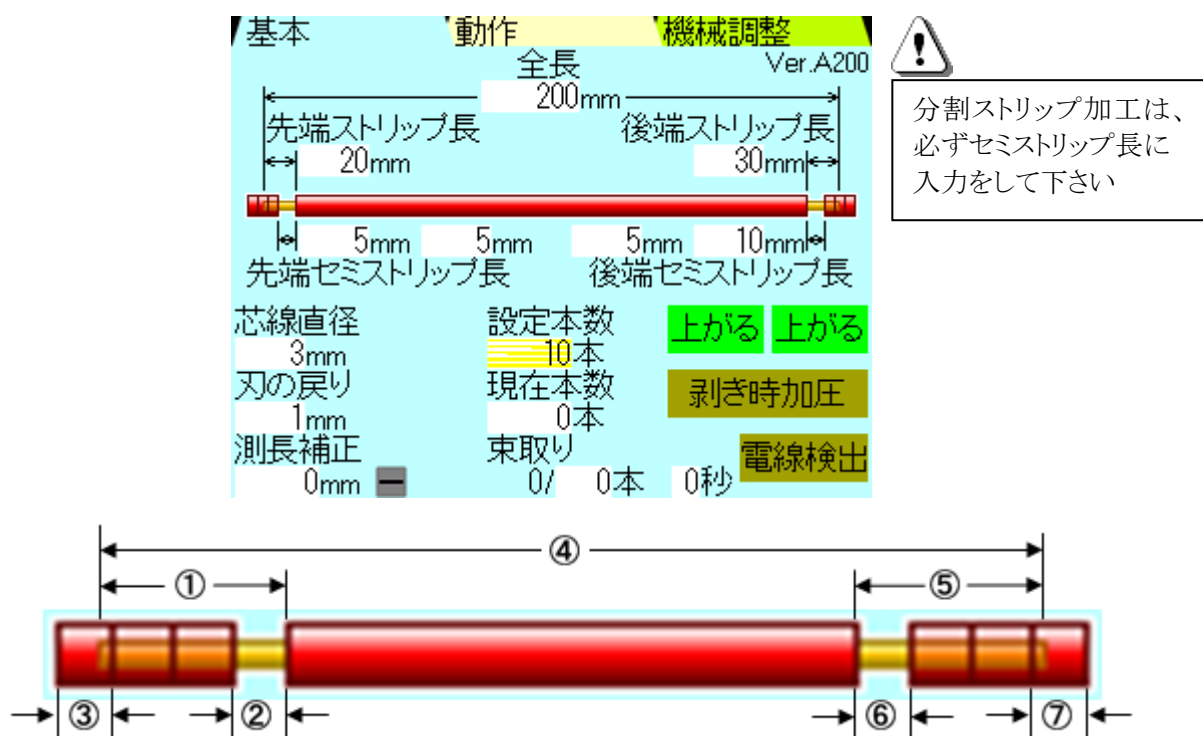 基本 動作 機械調整
全長 Ver.A200
200mm
先端ストリップ長 後端ストリップ長
20mm 30mm
5mm 5mm 5mm 10mm
先端セミストリップ長 後端セミストリップ長
芯線直径 設定本数 上がる 上がる
3mm 10本
刃の戻り 現在本数 剥き時加圧
1mm 0本
測長補正 束取り 電線検出
0mm ー 0/ 0本 0秒
分割ストリップ加工は、
必ずセミストリップ長に
入力をして下さい
④
① ⑤
③ ② ⑥ ⑦